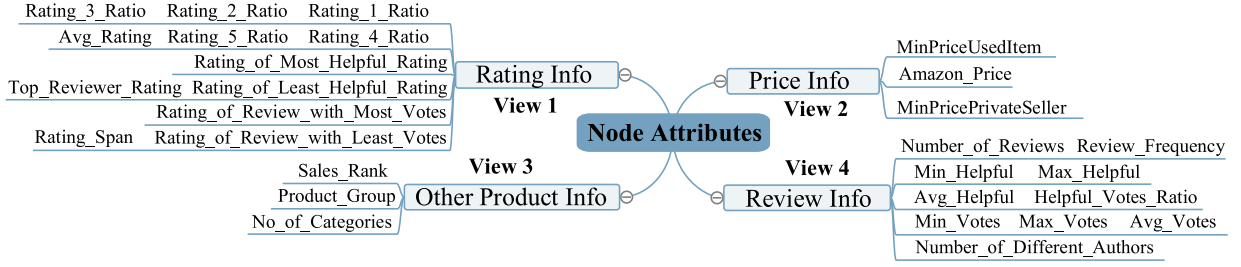 Rating_3_Ratio Rating_2_Ratio Rating_1_Ratio
Avg_Rating Rating_5_Ratio Rating_4_Ratio
Rating_of_Most_Helpful_Rating
Top_Reviewer_Rating Rating_of_Least_Helpful_Rating
Rating_of_Review_with_Most_Votes
Rating_Span Rating_of_Review_with_Least_Votes
Rating Info
View 1
Price Info
View 2
MinPriceUsedItem
Amazon_Price
MinPricePrivateSeller
Node Attributes
View 3
Sales_Rank
Product_Group
No_of_Categories
Other Product Info
View 4
Review Info
Number_of_Reviews Review_Frequency
Min_Helpful Max_Helpful
Avg_Helpful Helpful_Votes_Ratio
Min_Votes Max_Votes Avg_Votes
Number_of_Different_Authors